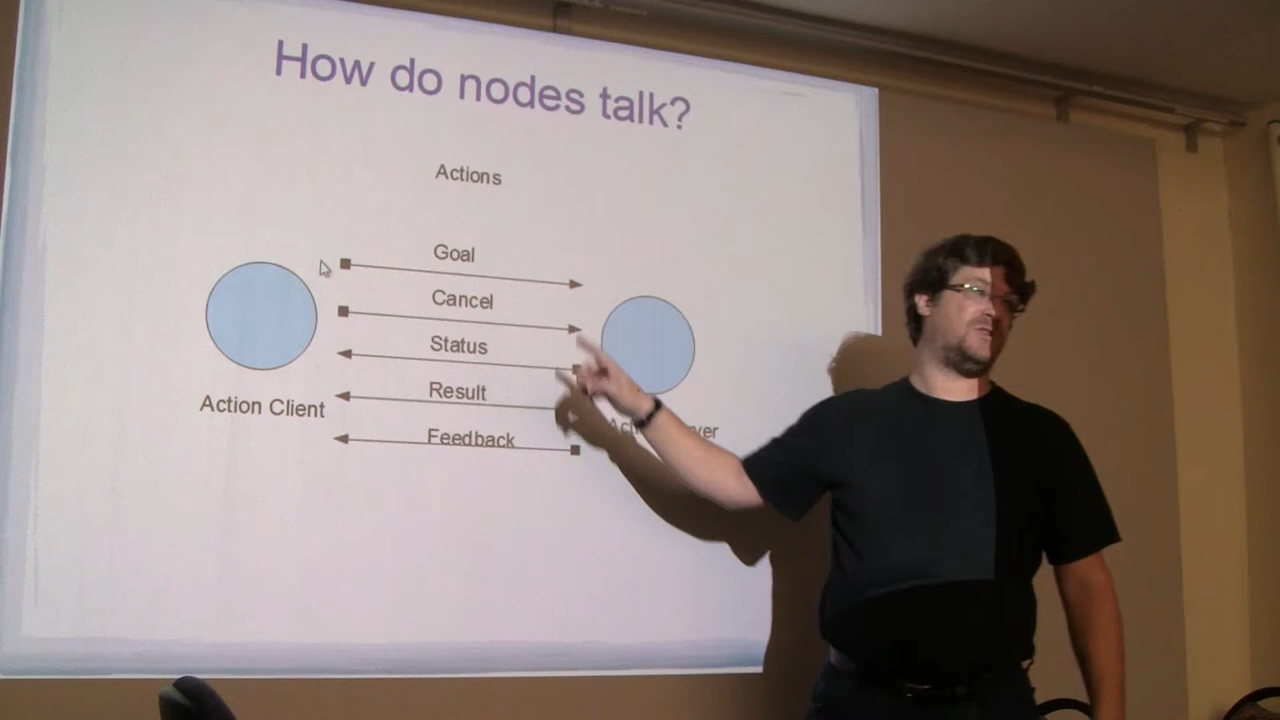 How do nodes talk?
Actions
Goal
Cancel
Status
Result
Feedback
Action Client